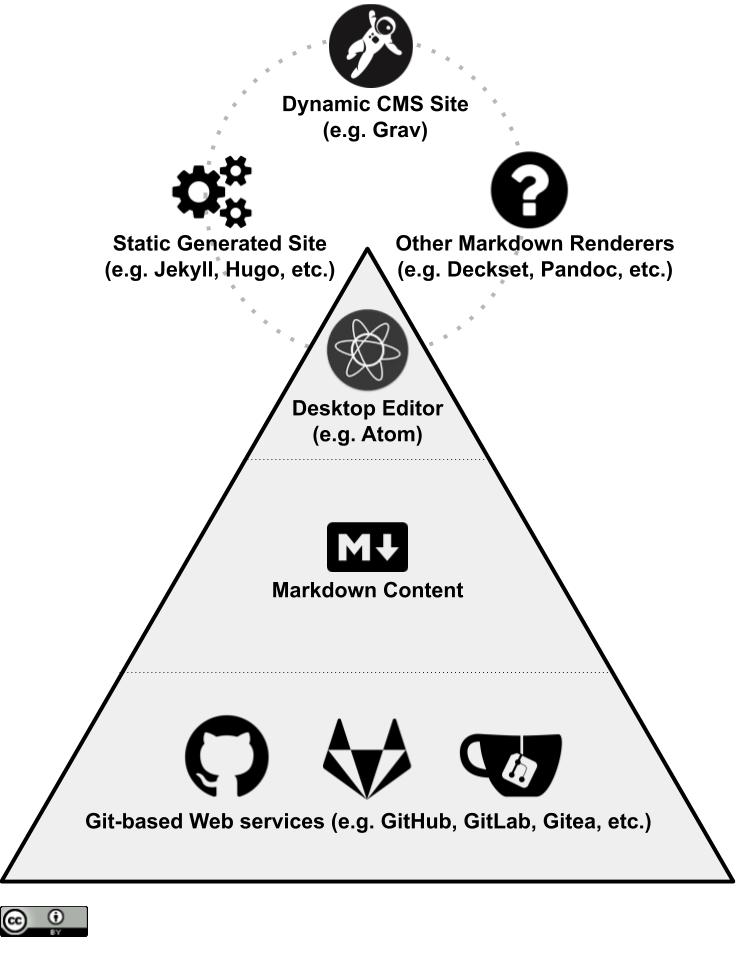 Dynamic CMS Site
(e.g. Grav)
Static Generated Site
(e.g. Jekyll, Hugo, etc.)
Other Markdown Renderers
(e.g. Deckset, Pandoc, etc.)
Desktop Editor
(e.g. Atom)
M
Markdown Content
Git-based Web services (e.g. GitHub, GitLab, Gitea, etc.)
cc
BY